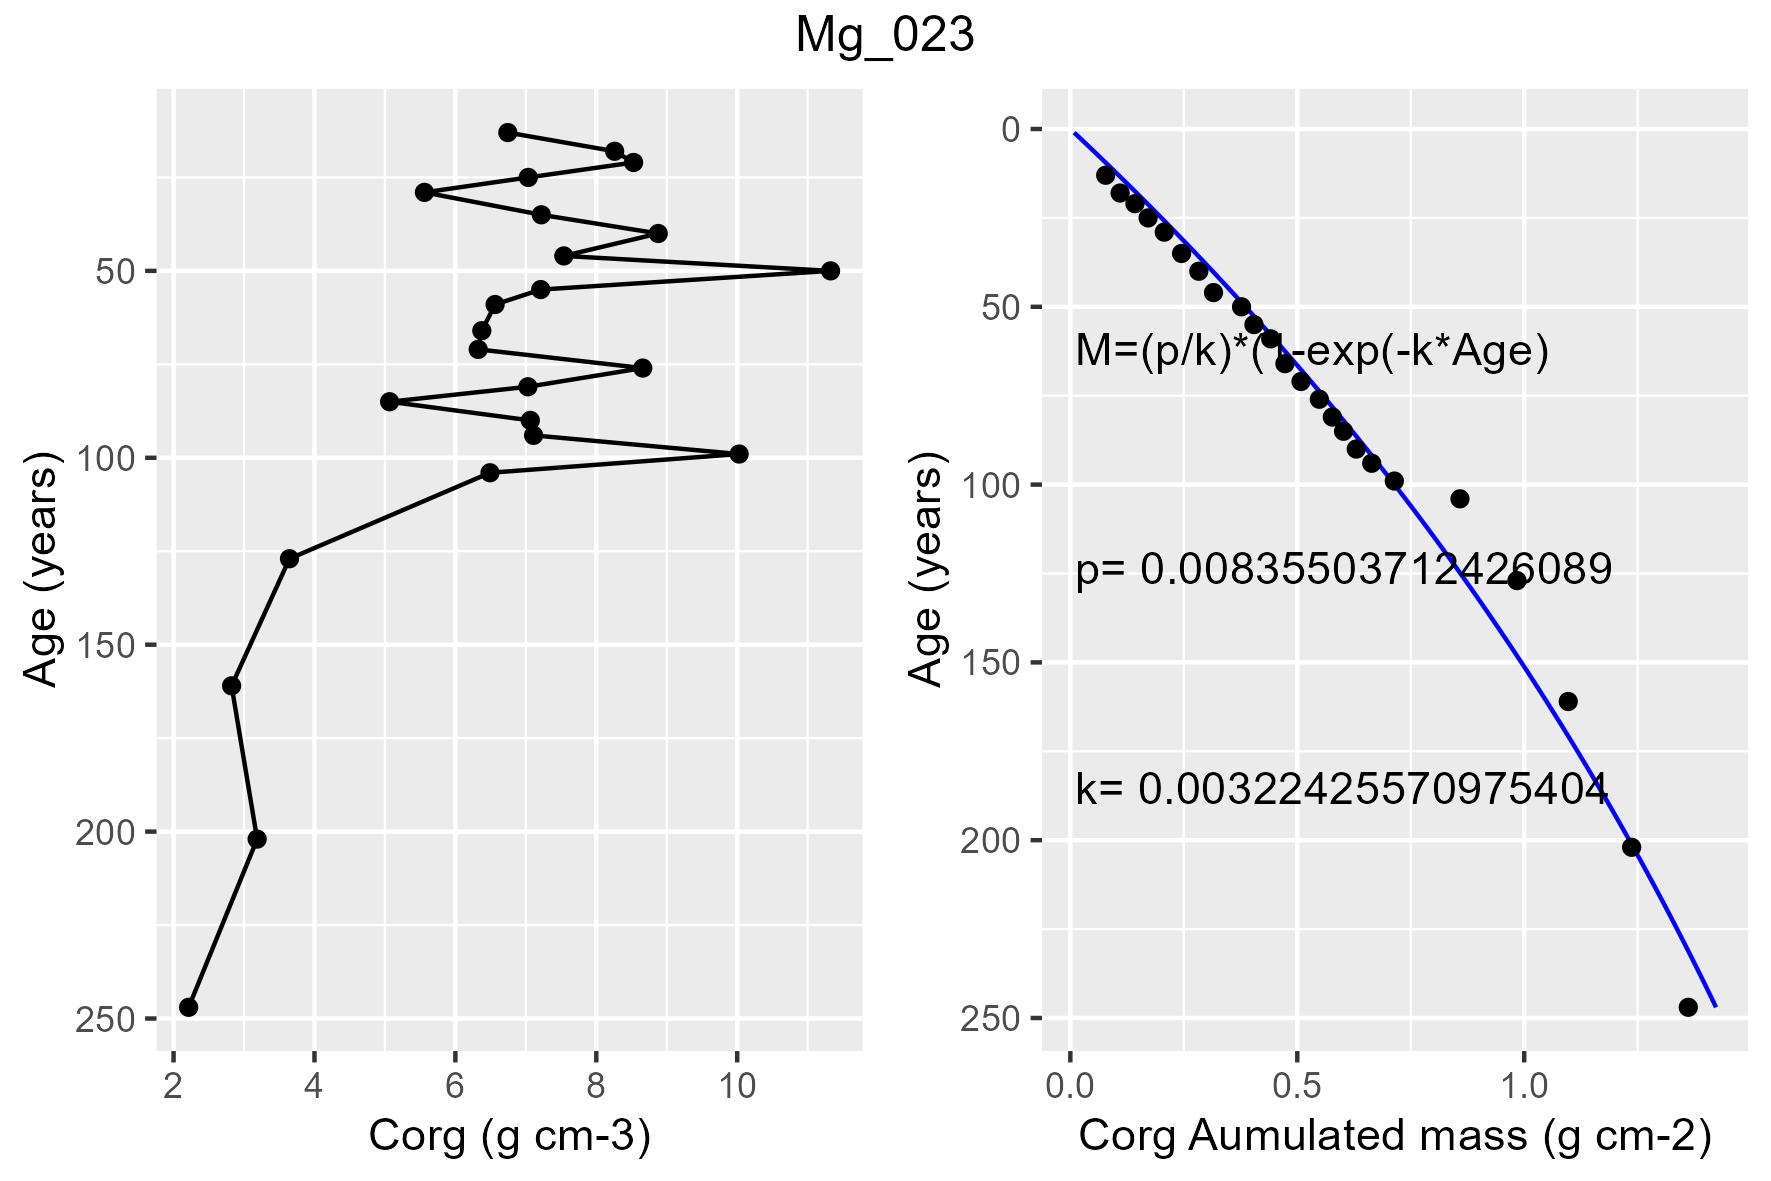 Mg_023
Age (years)
50
100
150
200
250
2 4 6 8 10
Corg (g cm-3)
Age (years)
0
50
100
150
200
250
M=(p/k)*(1-exp(-k*Age)
p= 0.00835503712426089
k= 0.00322425570975404
0.0 0.5 1.0
Corg Aumulated mass (g cm-2)